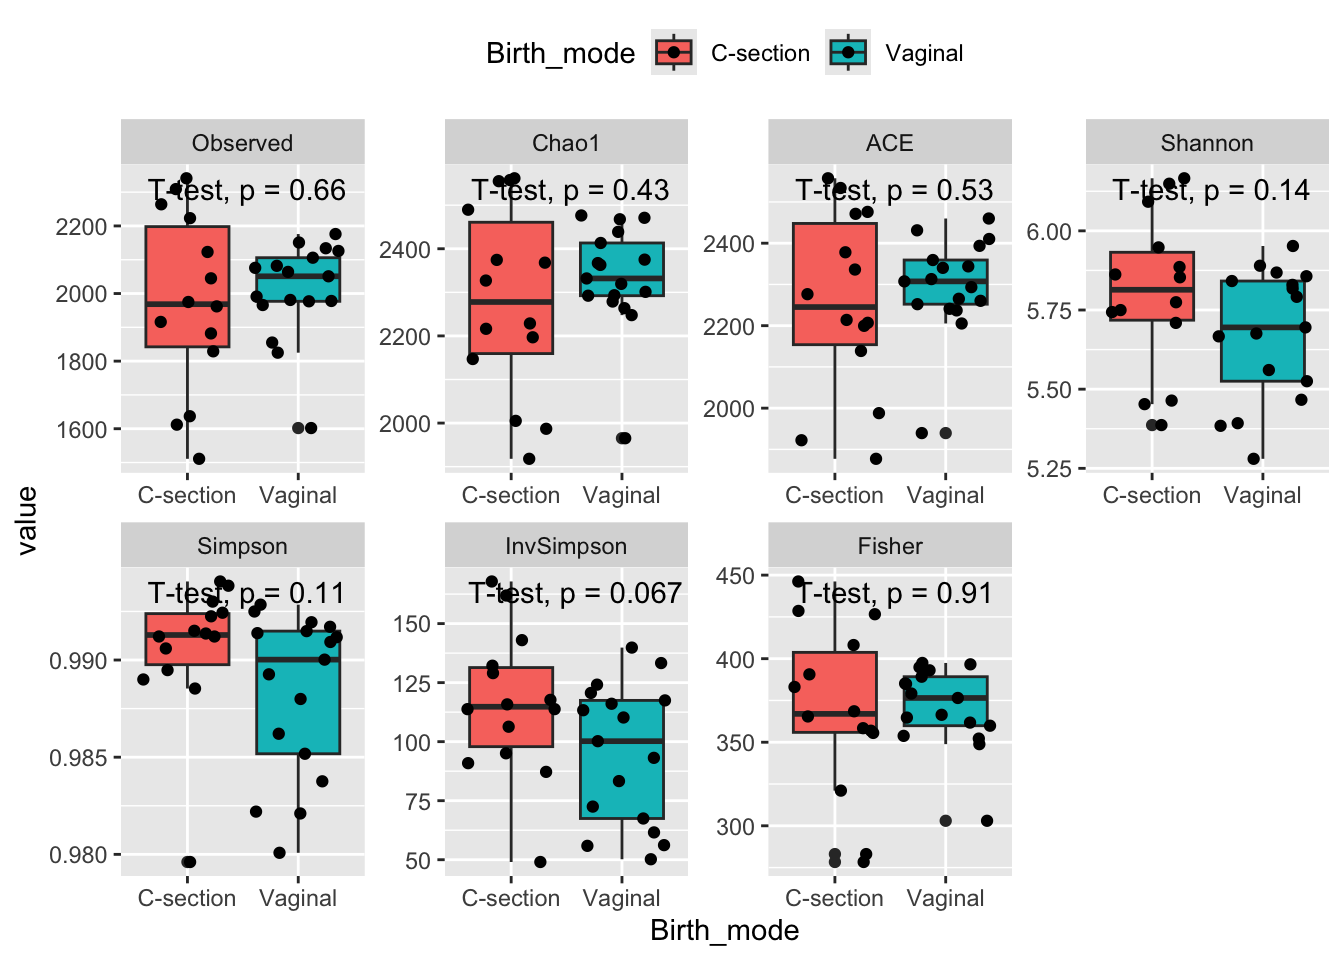 Birth_mode C-section Vaginal
Observed Chao1 ACE Shannon
T-test, p = 0.66 T-test, p = 0.43 T-test, p = 0.53 T-test, p = 0.14
2200
2000
1800
1600
2400
2200
2000
2400
2200
2000
6.00
5.75
5.50
5.25
C-section Vaginal C-section Vaginal C-section Vaginal C-section Vaginal
value
Simpson InvSimpson Fisher
T-test, p = 0.11 T-test, p = 0.067 T-test, p = 0.91
0.990
0.985
0.980
150
125
100
75
50
450
400
350
300
C-section Vaginal C-section Vaginal C-section Vaginal
Birth_mode